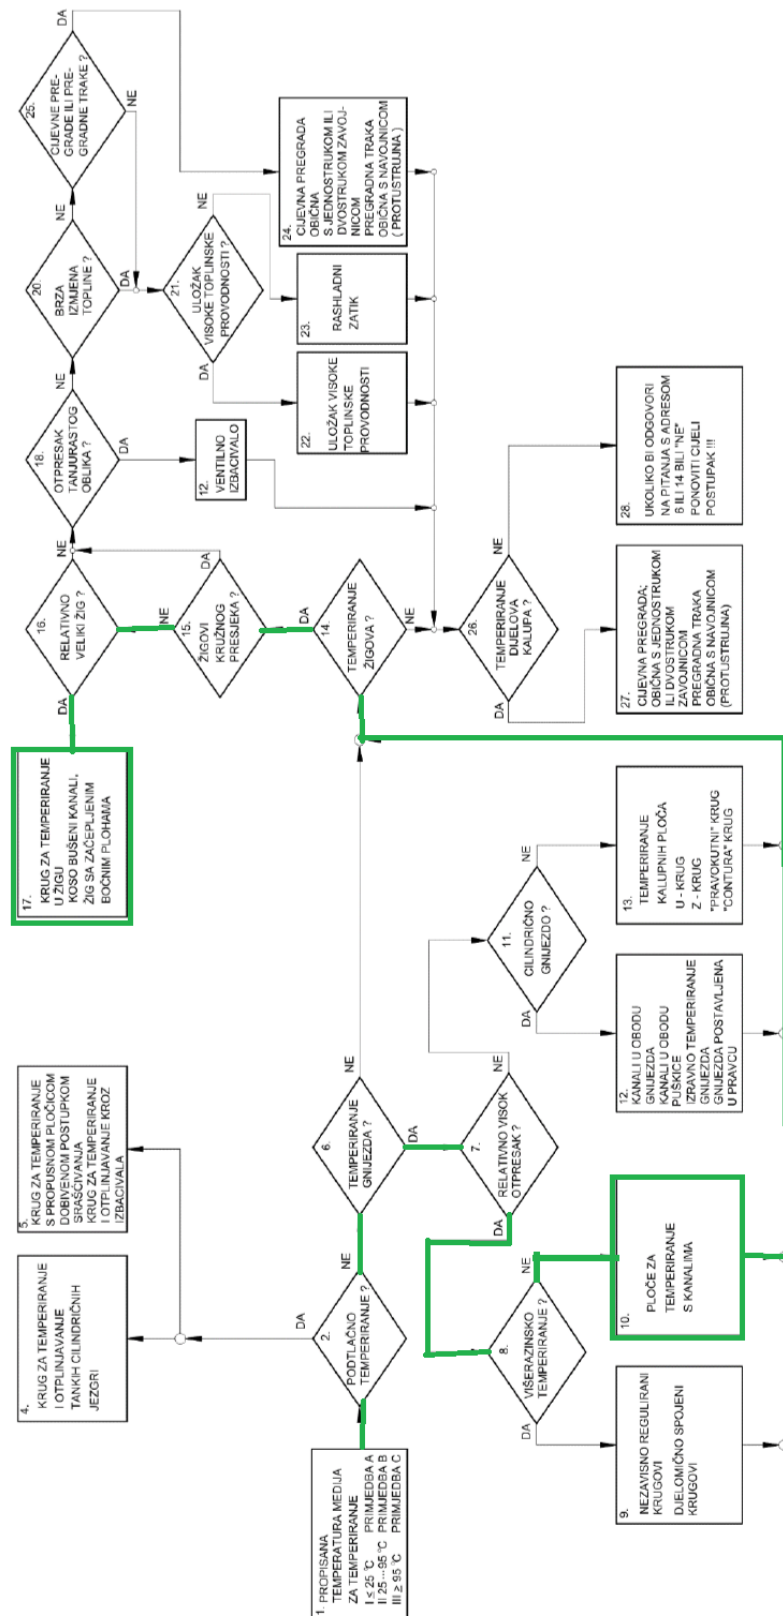 1. PROPISANA
TEMPERATURA MEDIJA
ZA TEMPERIRANJE
I ≤ 25 °C PRIMJEDBA A
II 25···95 °C PRIMJEDBA B
III ≥ 95 °C PRIMJEDBA C
2.
PODTLAČNO
TEMPERIRANJE ?
DA
NE
4.
KRUG ZA TEMPERIRANJE
I OTPLINJAVANJE
TANKIH CILINDRIČNIH
JEZGRI
5.
KRUG ZA TEMPERIRANJE
S PROPUSNOM PLOČIKOM
DOBIVENOM POSTUPKOM
SRAŠĆIVANJA
KRUG ZA TEMPERIRANJE
I OTPLINJAVANJE KROZ
IZBACIVALA
6.
TEMPERIRANJE
GNIJEZDA ?
NE
DA
7.
RELATIVNO VISOK
OTPRESAK ?
DA
NE
8.
VIŠERAZINSKO
TEMPERIRANJE ?
DA
NE
9.
NEZAVISNO REGULIRANI
KRUGOVI
DJELOMIČNO SPOJENI
KRUGOVI
10.
PLOČE ZA
TEMPERIRANJE
S KANALIMA
11.
CILINDRIČNO
GNIJEZDO ?
DA
NE
12.
KANALI U OBODU
GNIJEZDA
KANALI U OBODU
PUŠKICE
IZRAVNO TEMPERIRANJE
GNIJEZDA
GNIJEZDA POSTAVLJENA
U PRAVCU
13.
TEMPERIRANJE
KALUPNIH PLOČA
U - KRUG
Z - KRUG
"PRAVOKUTNI" KRUG
"CONTURA" KRUG
14.
TEMPERIRANJE
ŽIGOVA ?
DA
NE
15.
ŽIGOVI
KRUŽNOG
PRESJEKA ?
NE
DA
16.
RELATIVNO
VELIKI ŽIG ?
DA
NE
17.
KRUG ZA TEMPERIRANJE
U ŽIGU
KOSO BUŠENI KANALI,
ŽIG SA ZAČEPLJENIM
BOČNIM PLOHAMA
18.
OTPRESAK
TANJURASTOG
OBLIKA ?
DA
NE
12.
VENTILNO
IZBACIVALO
20.
BRZA
IZMJENA
TOPLINE ?
DA
NE
21.
ULOŽAK
VISOKE TOPLINSKE
PROVODNOSTI ?
DA
NE
22.
ULOŽAK VISOKE
TOPLINSKE
PROVODNOSTI
23.
RASHLADNI
ZATIK
24.
CIJEVNA PREGRADA
OBIČNA
S JEDNOSTRUKOM ILI
DVOSTRUKOM ZAVOJ-
NICOM
PREGRADNA TRAKA
OBIČNA S NAVOJNICOM
( PROTUSTRUJNA )
25.
CIJEVNE PRE-
GRADE ILI PRE-
GRADNE TRAKE ?
DA
NE
26.
TEMPERIRANJE
DIJELOVA
KALUPA ?
DA
NE
27.
CIJEVNA PREGRADA;
OBIČNA S JEDNOSTRUKOM
ILI DVOSTRUKOM
ZAVOJNICOM
PREGRADNA TRAKA
OBIČNA S NAVOJNICOM
(PROTUSTRUJNA)
28.
UKOLIKO BI ODGOVORI
NA PITANJA S ADRESOM
6 ILI 14 BILI "NE"
PONOVITI CIJELI
POSTUPAK !!!